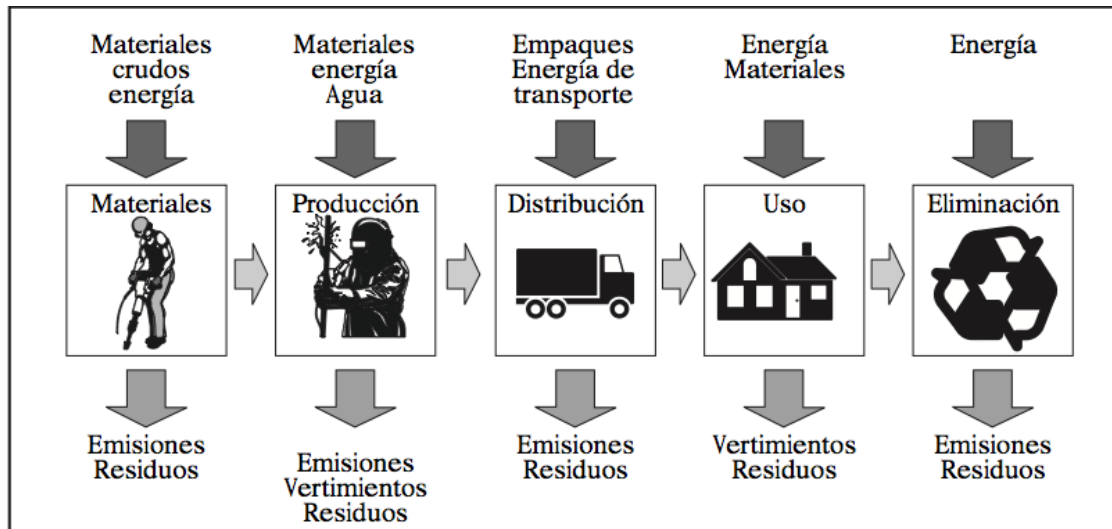 Materiales
crudos
energía
Materiales
energía
Agua
Empaques
Energía de
transporte
Energía
Materiales
Energía
Materiales
Producción
Distribución
Uso
Eliminación
Emisiones
Residuos
Emisiones
Vertimientos
Residuos
Emisiones
Residuos
Vertimientos
Residuos
Emisiones
Residuos